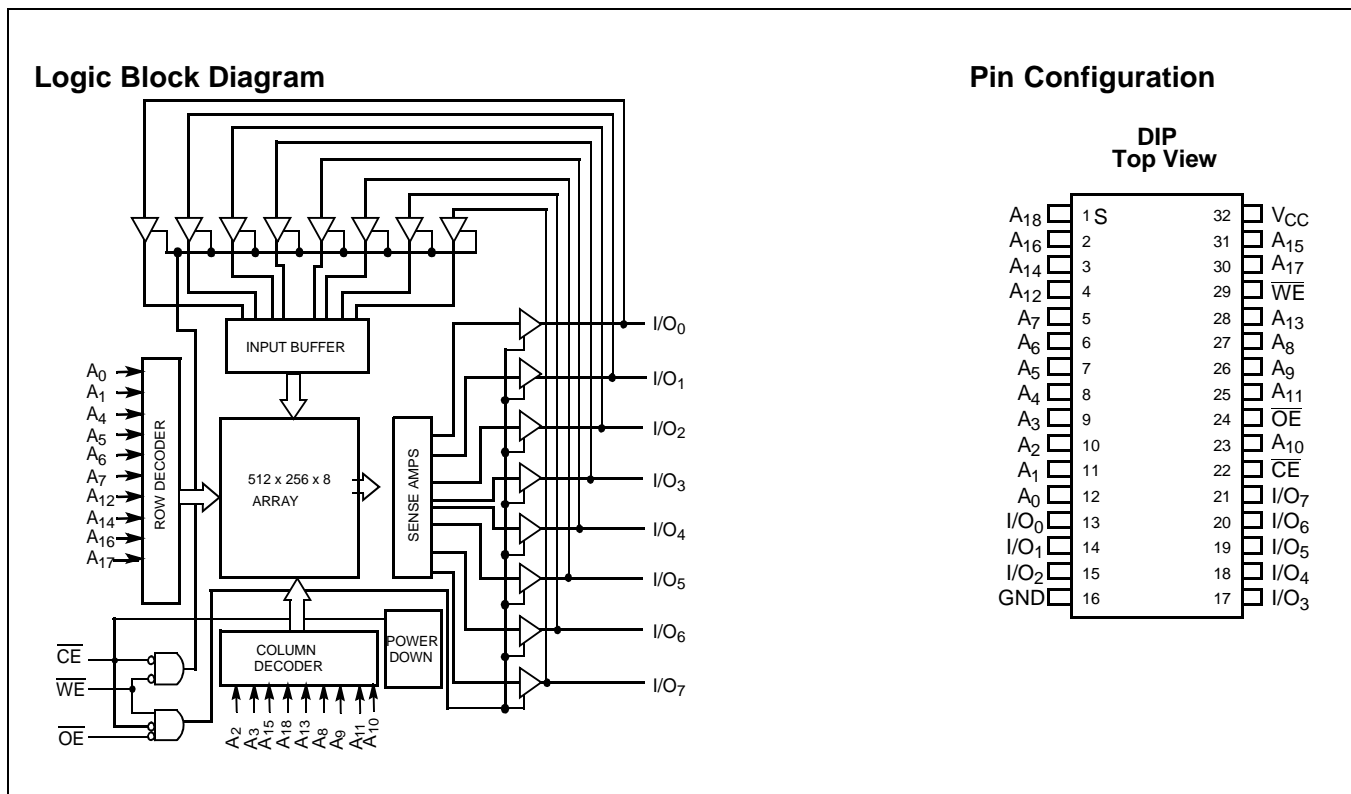 Logic Block Diagram
I/O0
INPUT BUFFER
I/O1
A0
A1
A4
A5
A6
A7
A12
A14
A16
A17
ROW DECODER
I/O2
512 x 256 x 8
ARRAY
SENSE AMPS
I/O3
I/O4
I/O5
I/O6
COLUMN
DECODER
POWER
DOWN
I/O7
CE
WE
OE
A2
A3
A15
A18
A13
A8
A9
A11
A10
Pin Configuration
DIP
Top View
A18 1 S 32 VCC
A16 2 31 A15
A14 3 30 A17
A12 4 29 WE
A7 5 28 A13
A6 6 27 A8
A5 7 26 A9
A4 8 25 A11
A3 9 24 OE
A2 10 23 A10
A1 11 22 CE
A0 12 21 I/O7
I/O0 13 20 I/O6
I/O1 14 19 I/O5
I/O2 15 18 I/O4
GND 16 17 I/O3